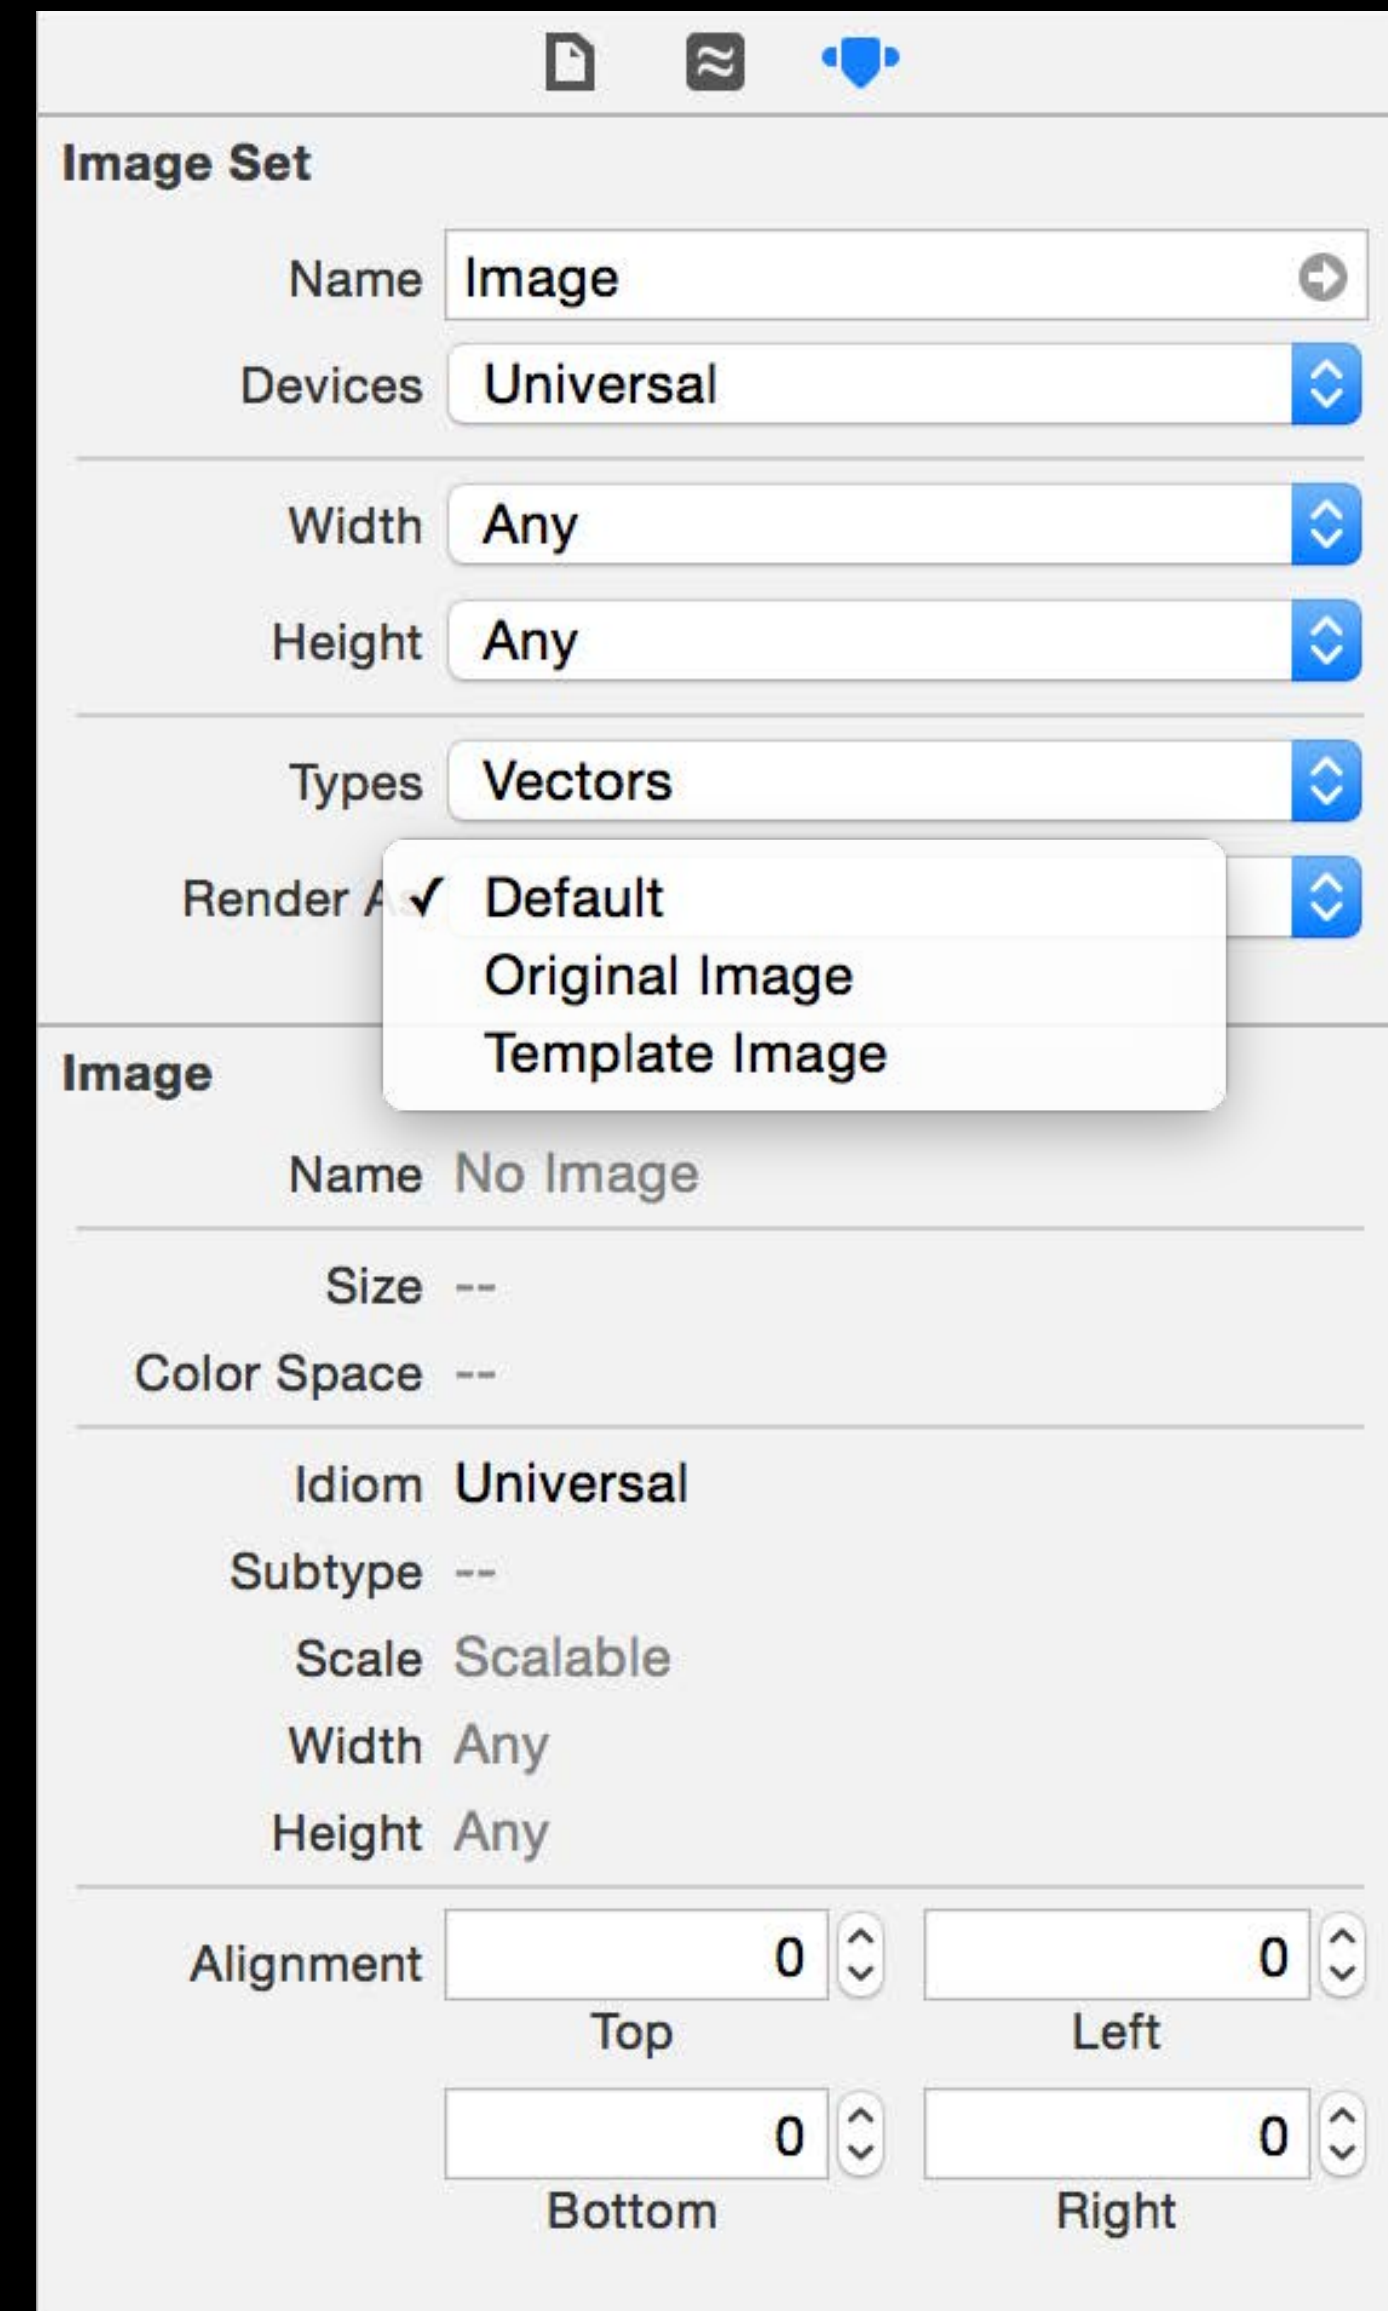 Image Set
Name Image
Devices Universal
Width Any
Height Any
Types Vectors
Render As Default
Original Image
Template Image
Image
Name No Image
Size --
Color Space --
Idiom Universal
Subtype --
Scale Scalable
Width Any
Height Any
Alignment 0 0
Top Left
0 0
Bottom Right